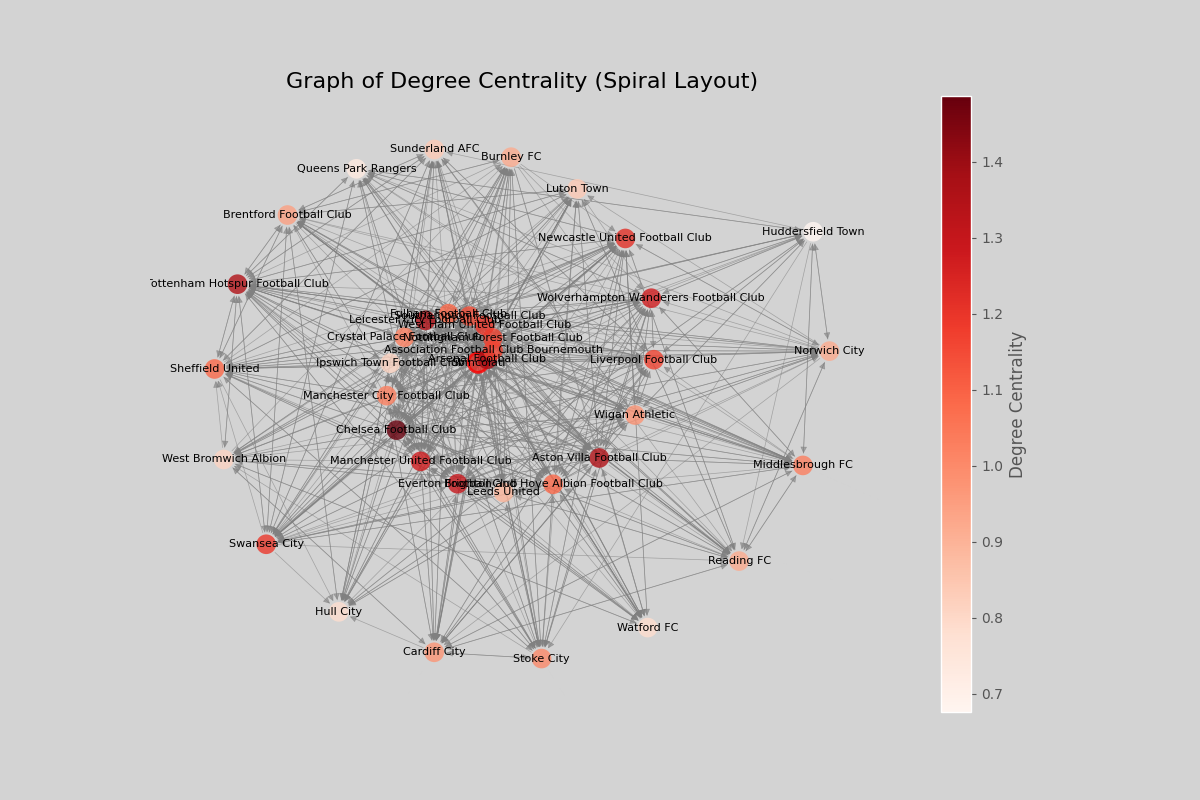 Graph of Degree Centrality (Spiral Layout)
Sunderland AFC
Burnley FC
Queens Park Rangers
Luton Town
Brentford Football Club
Huddersfield Town
Newcastle United Football Club
ottenham Hotspur Football Club
Wolverhampton Wanderers Football Club
Fulham Football Club
Southampton Football Club
Leicester City Football Club
West Ham United Football Club
Crystal Palace Football Club
Nottingham Forest Football Club
Association Football Club Bournemouth
Norwich City
Arsenal Football Club
Liverpool Football Club
Ipswich Town Football Club
Sheffield United
Manchester City Football Club
Wigan Athletic
Chelsea Football Club
West Bromwich Albion
Manchester United Football Club
Aston Villa Football Club
Middlesbrough FC
Everton Football Club
Brighton and Hove Albion Football Club
Leeds United
Swansea City
Reading FC
Hull City
Watford FC
Cardiff City
Stoke City
1.4
1.3
1.2
1.1
1.0
0.9
0.8
0.7
Degree Centrality